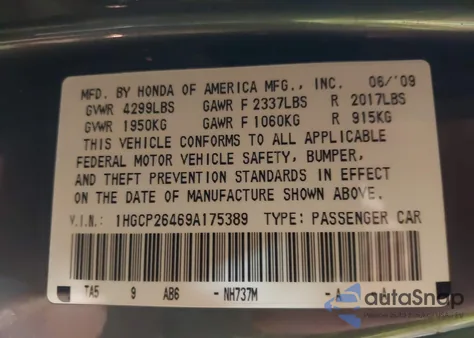 MFD. BY HONDA OF AMERICA MFG., INC. 06/'09
GVWR 4299LBS GAWR F 2337LBS R 2017LBS
GVWR 1950KG GAWR F 1060KG R 915KG
THIS VEHICLE CONFORMS TO ALL APPLICABLE
FEDERAL MOTOR VEHICLE SAFETY, BUMPER,
AND THEFT PREVENTION STANDARDS IN EFFECT
ON THE DATE OF MANUFACTURE SHOWN ABOVE.
V.I.N.: 1HGCP26469A175389 TYPE: PASSENGER CAR
TA5 9 AB6 -NH737M -A
autoSnap